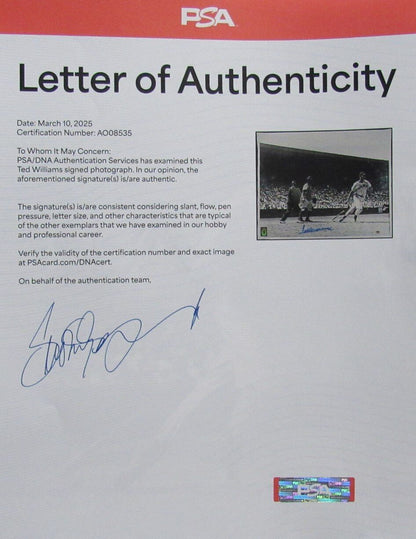 PSA
Letter of Authenticity
Date: March 10, 2025
Certification Number: AO08535
To Whom It May Concern:
PSA/DNA Authentication Services has examined this
Ted Williams signed photograph. In our opinion, the
aforementioned signature(s) is/are authentic.
The signature(s) is/are consistent considering slant, flow, pen
pressure, letter size, and other characteristics that are typical
of the other exemplars that we have examined in our hobby
and professional career.
Verify the validity of the certification number and exact image
at PSAcard.com/DNAcert.
On behalf of the authentication team,